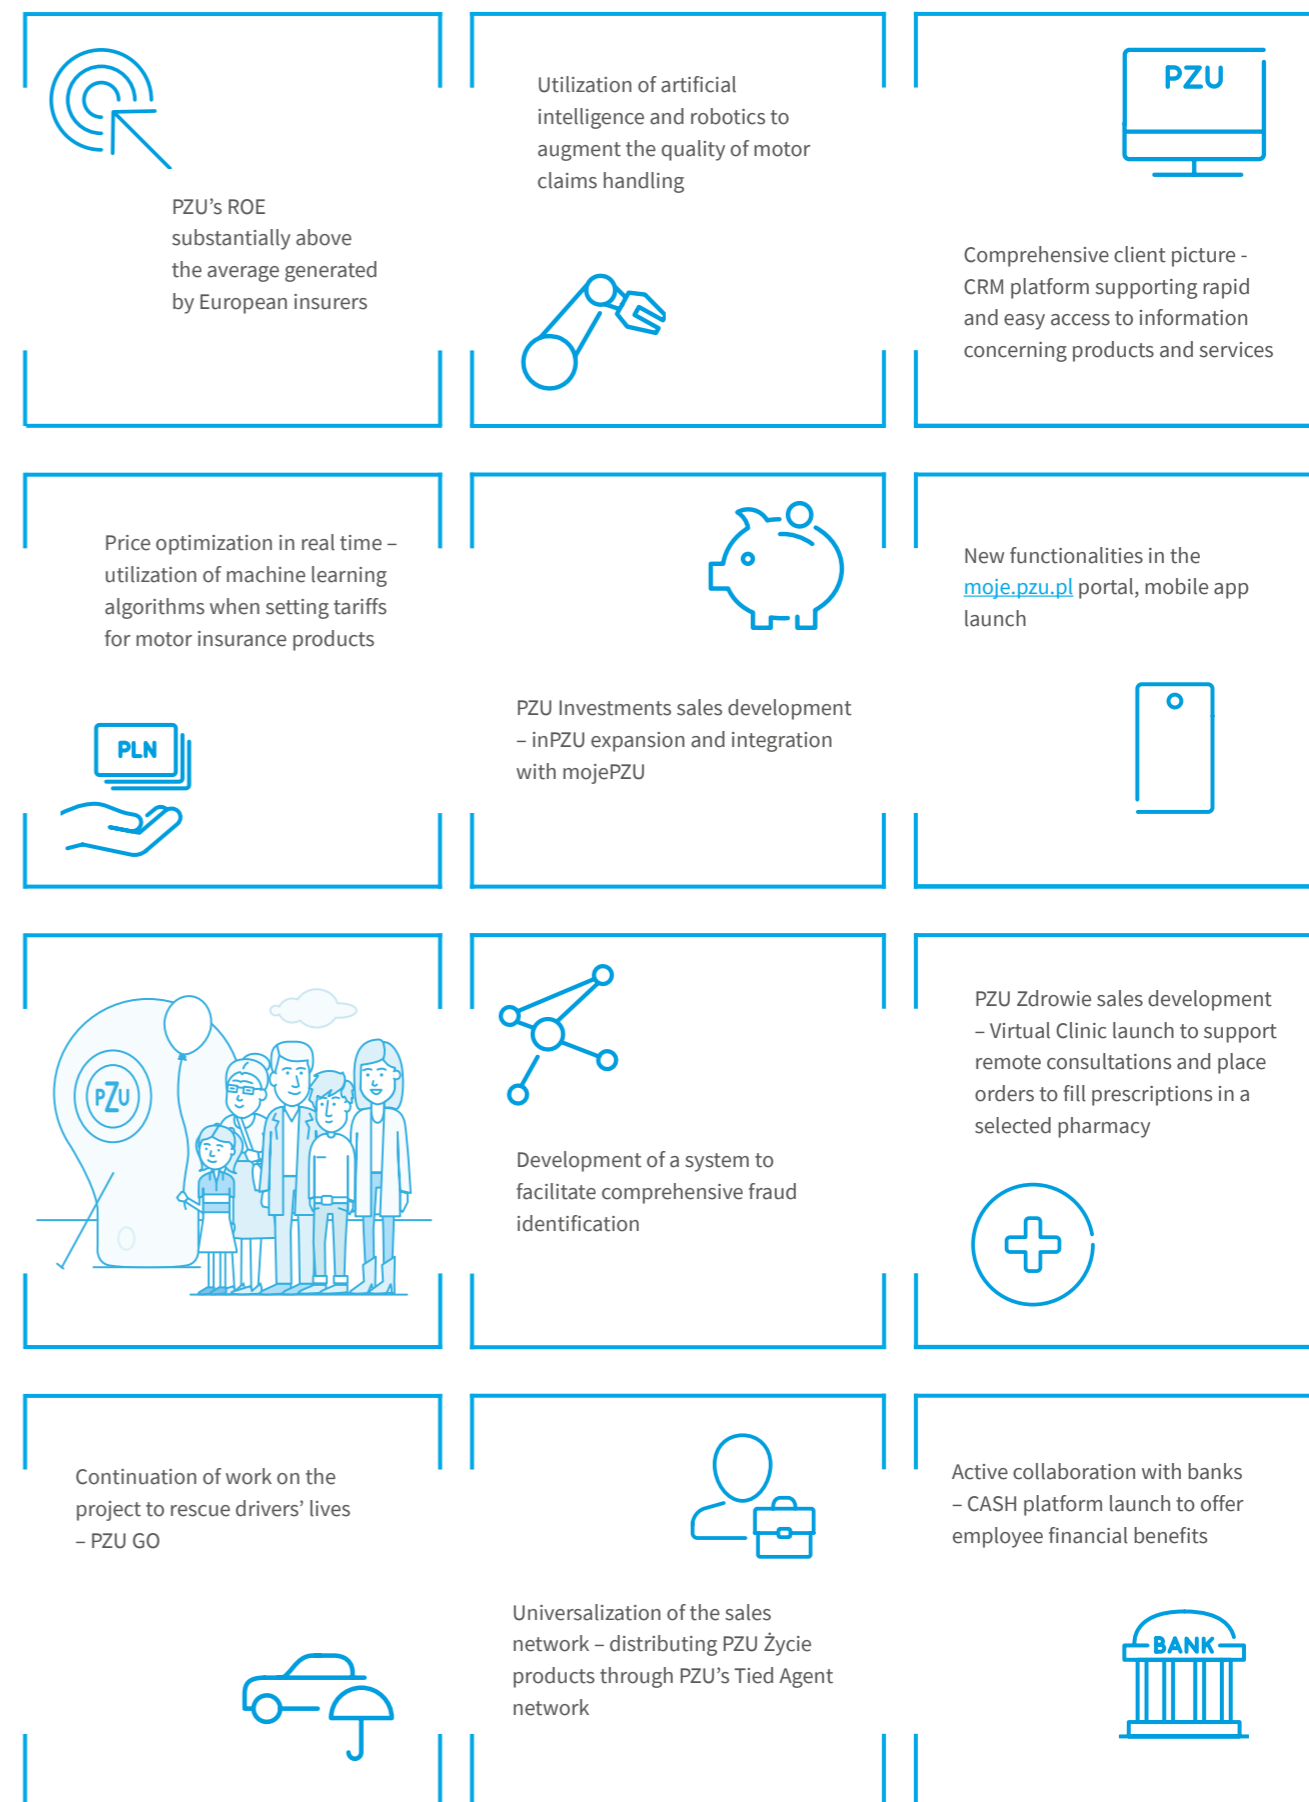 PZU's ROE
substantially above
the average generated
by European insurers
Utilization of artificial
intelligence and robotics to
augment the quality of motor
claims handling
PZU
Comprehensive client picture -
CRM platform supporting rapid
and easy access to information
concerning products and services
Price optimization in real time –
utilization of machine learning
algorithms when setting tariffs
for motor insurance products
PLN
PZU Investments sales development
– inPZU expansion and integration
with mojePZU
New functionalities in the
moje.pzu.pl portal, mobile app
launch
PZU
Development of a system to
facilitate comprehensive fraud
identification
PZU Zdrowie sales development
– Virtual Clinic launch to support
remote consultations and place
orders to fill prescriptions in a
selected pharmacy
Continuation of work on the
project to rescue drivers' lives
– PZU GO
Universalization of the sales
network – distributing PZU Życie
products through PZU's Tied Agent
network
Active collaboration with banks
– CASH platform launch to offer
employee financial benefits
BANK